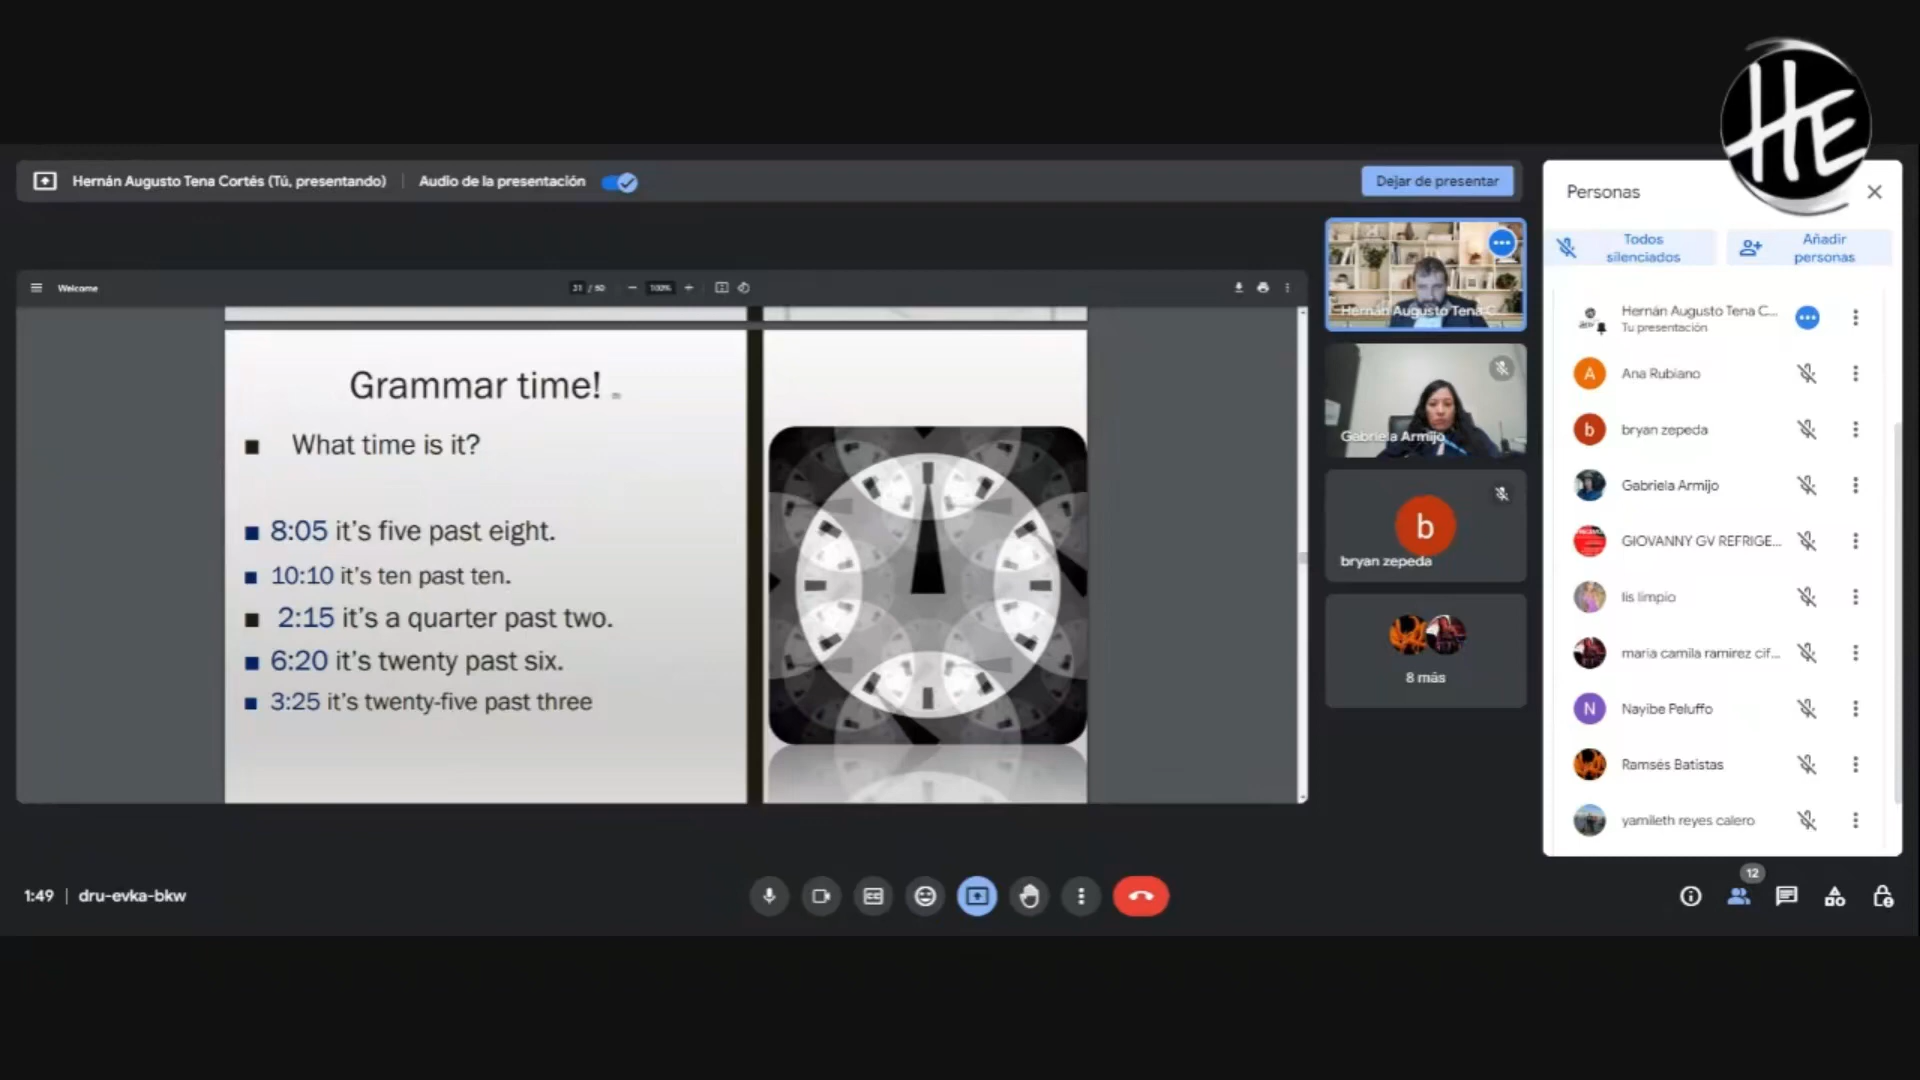 HE
Hernán Augusto Tena Cortés (Tú, presentando)
Audio de la presentación
Dejar de presentar
Welcome
31 / 50
100%
Grammar time!
What time is it?
8:05 it's five past eight.
10:10 it's ten past ten.
2:15 it's a quarter past two.
6:20 it's twenty past six.
3:25 it's twenty-five past three
Hernán Augusto Tena C
Gabriela Armijo
b
bryan zepeda
8 más
Personas
Todos silenciados
Añadir personas
Hernán Augusto Tena C...
Tu presentación
A Ana Rubiano
b bryan zepeda
Gabriela Armijo
GIOVANNY GV REFRIGE...
lis limpio
maria camila ramirez cif...
N Nayibe Peluffo
Ramsés Batistas
yamileth reyes calero
1:49 | dru-evka-bkw
CC
12